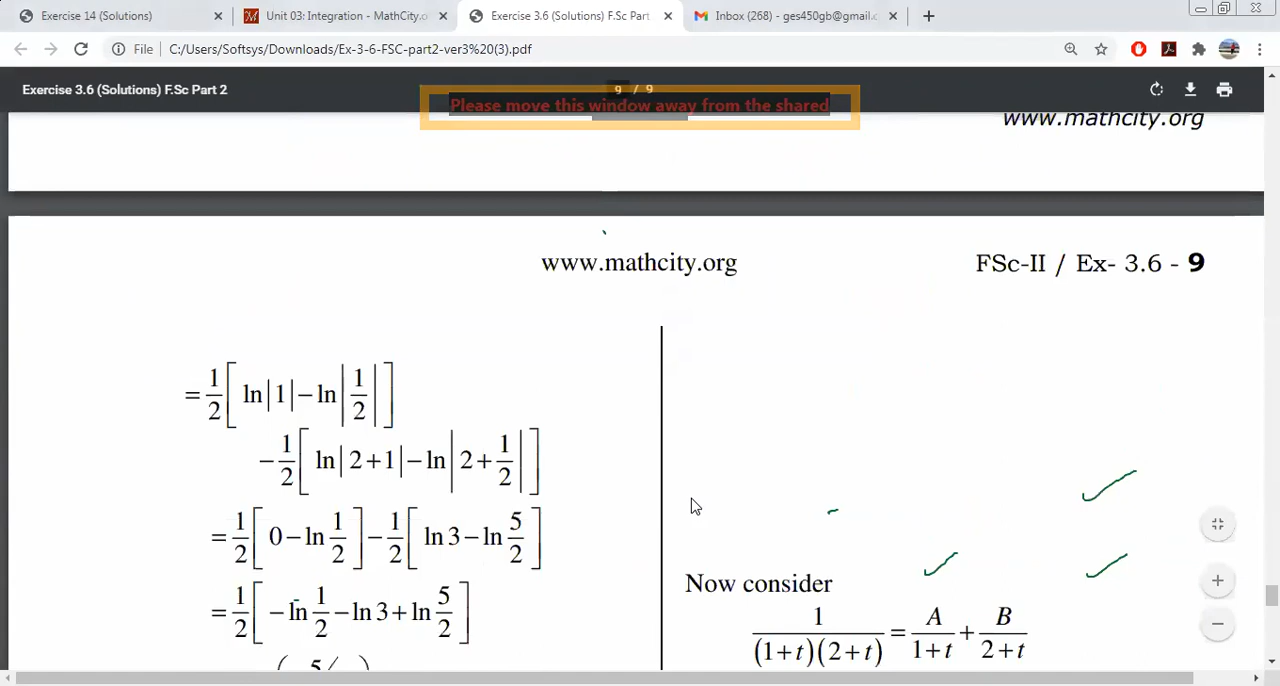 Exercise 14 (Solutions) × Unit 03: Integration - MathCity.o × Exercise 3.6 (Solutions) F.Sc Part × Inbox (268) - ges450gb@gmail.c × +
File | C:/Users/Softsys/Downloads/Ex-3-6-FSC-part2-ver3%20(3).pdf
Exercise 3.6 (Solutions) F.Sc Part 2
9 / 9
Please move this window away from the shared
www.mathcity.org
www.mathcity.org
FSc-II / Ex- 3.6 - 9
= 1/2 [ ln|1| − ln|1/2| ]
− 1/2 [ ln|2+1| − ln|2+1/2| ]
= 1/2 [ 0 − ln 1/2 ] − 1/2 [ ln 3 − ln 5/2 ]
= 1/2 [ − ln 1/2 − ln 3 + ln 5/2 ]
Now consider
1/((1+t)(2+t)) = A/(1+t) + B/(2+t)